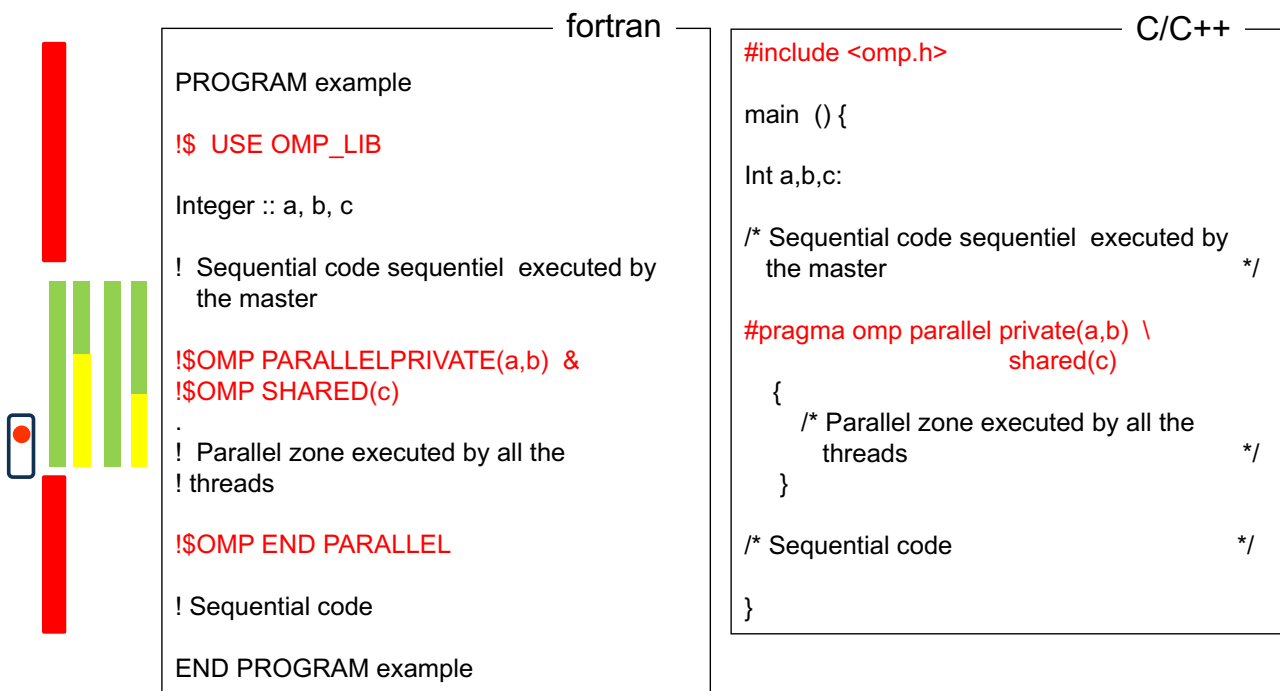 fortran
PROGRAM example
!$ USE OMP_LIB
Integer :: a, b, c
! Sequential code sequentiel executed by
the master
!$OMP PARALLELPRIVATE(a,b) &
!$OMP SHARED(c)
.
! Parallel zone executed by all the
! threads
!$OMP END PARALLEL
! Sequential code
END PROGRAM example
C/C++
#include <omp.h>
main () {
Int a,b,c:
/* Sequential code sequentiel executed by
the master */
#pragma omp parallel private(a,b) \
shared(c)
{
/* Parallel zone executed by all the
threads */
}
/* Sequential code */
}